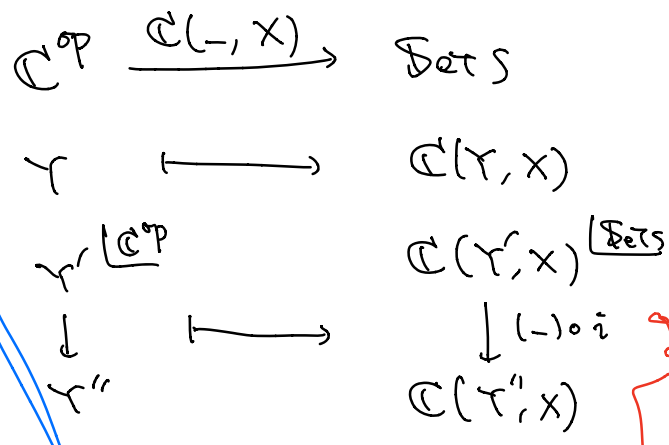 ℂ^op ℂ(–, X) Sets
Y ⟼ ℂ(Y, X)
Y' ℂ^op ℂ(Y', X) Sets
↓ ⟼ ↓ (–) ∘ i
Y'' ℂ(Y'', X)